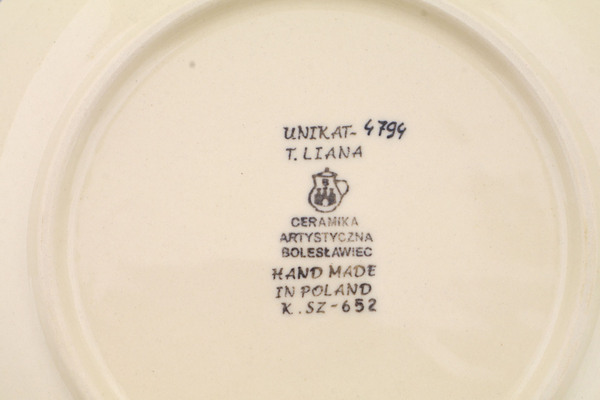 UNIKAT-4794
T. LIANA
B
CERAMIKA
ARTYSTYCZNA
BOLESŁAWIEC
HAND MADE
IN POLAND
K. SZ-652